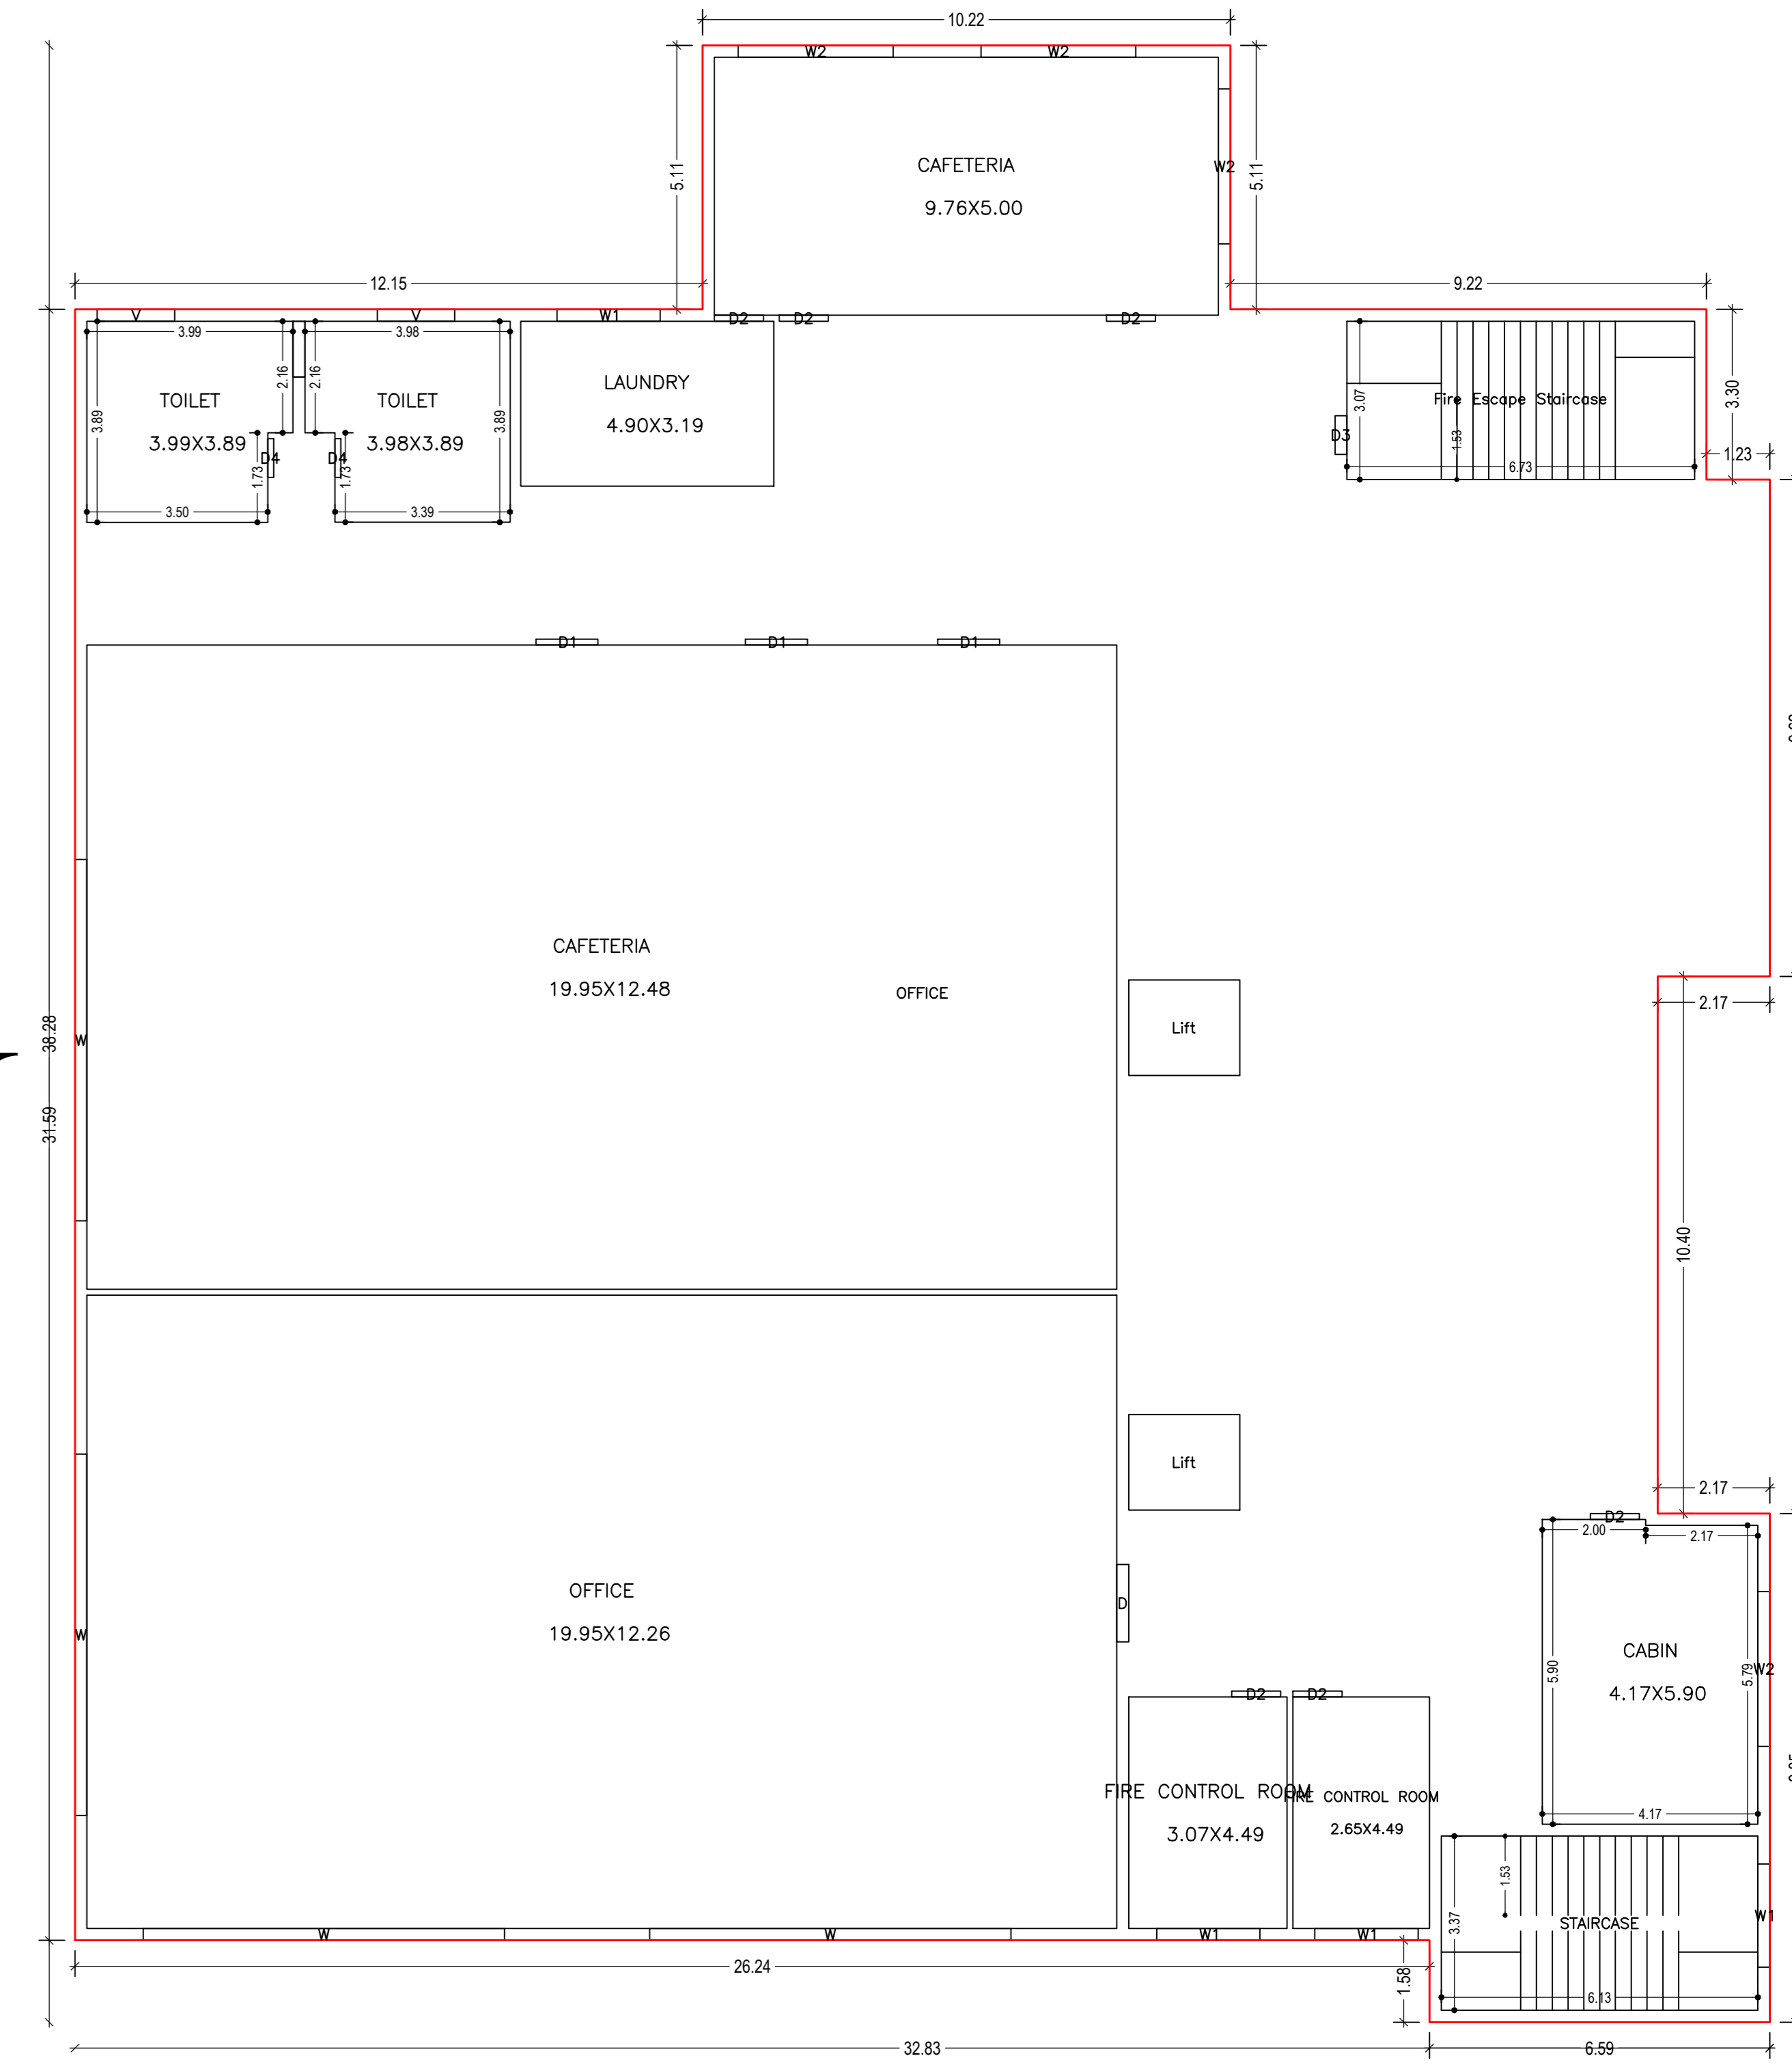 10.22
W2 W2
5.11
CAFETERIA
9.76X5.00
W2
5.11
12.15
9.22
V V W1
D2 D2 D2
3.99
3.98
2.16
2.16
3.89
3.89
TOILET
3.99X3.89
TOILET
3.98X3.89
LAUNDRY
4.90X3.19
D4 D4
1.73
1.73
3.50
3.39
3.07
Fire Escape Staircase
D3
1.53
6.73
3.30
1.23
D1 D1 D1
CAFETERIA
19.95X12.48
OFFICE
Lift
2.17
38.28
W
31.59
10.40
Lift
2.17
D2
2.00
2.17
OFFICE
19.95X12.26
W
D
CABIN
4.17X5.90
5.90
5.79
W2
D2 D2
FIRE CONTROL ROOM
3.07X4.49
FIRE CONTROL ROOM
2.65X4.49
4.17
1.53
3.37
STAIRCASE
W1
6.13
W W W1 W1
26.24
1.58
32.83
6.59